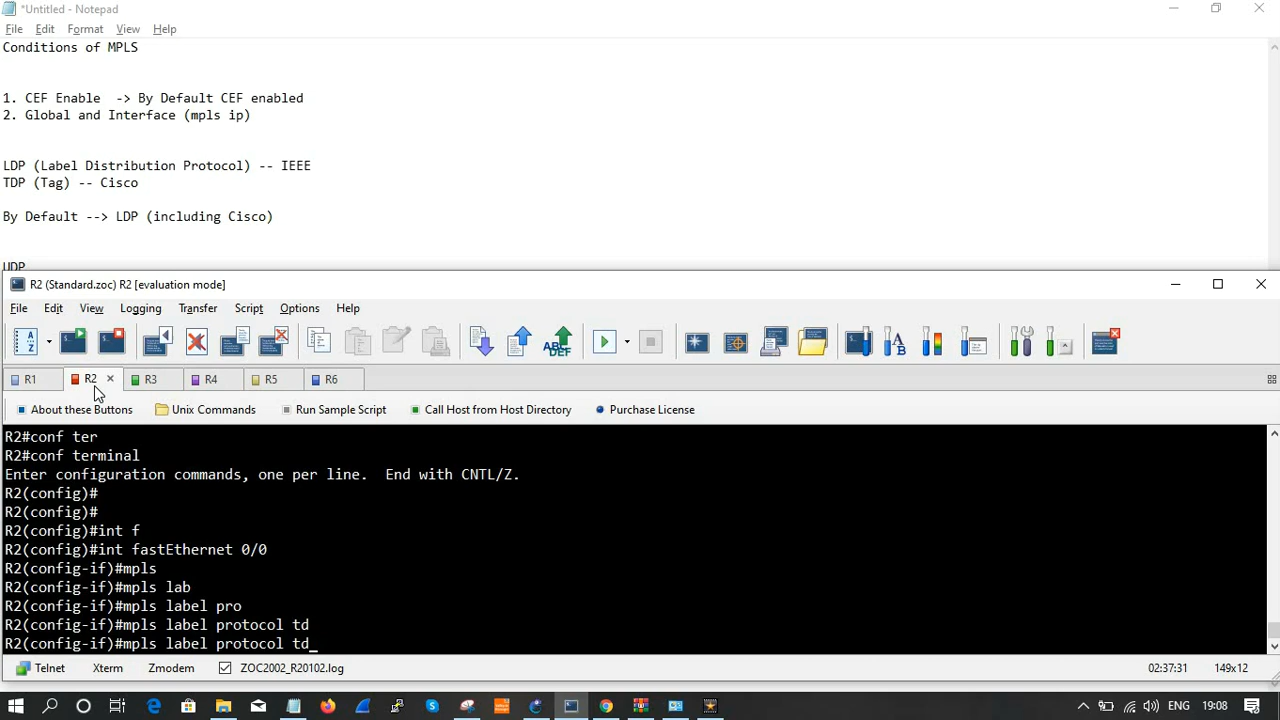 *Untitled - Notepad
File Edit Format View Help
Conditions of MPLS
1. CEF Enable -> By Default CEF enabled
2. Global and Interface (mpls ip)
LDP (Label Distribution Protocol) -- IEEE
TDP (Tag) -- Cisco
By Default --> LDP (including Cisco)
UDP
R2 (Standard.zoc) R2 [evaluation mode]
File Edit View Logging Transfer Script Options Help
R1 R2 R3 R4 R5 R6
About these Buttons Unix Commands Run Sample Script Call Host from Host Directory Purchase License
R2#conf ter
R2#conf terminal
Enter configuration commands, one per line. End with CNTL/Z.
R2(config)#
R2(config)#
R2(config)#int f
R2(config)#int fastEthernet 0/0
R2(config-if)#mpls
R2(config-if)#mpls lab
R2(config-if)#mpls label pro
R2(config-if)#mpls label protocol td
R2(config-if)#mpls label protocol td_
Telnet Xterm Zmodem ZOC2002_R20102.log 02:37:31 149x12
ENG 19:08